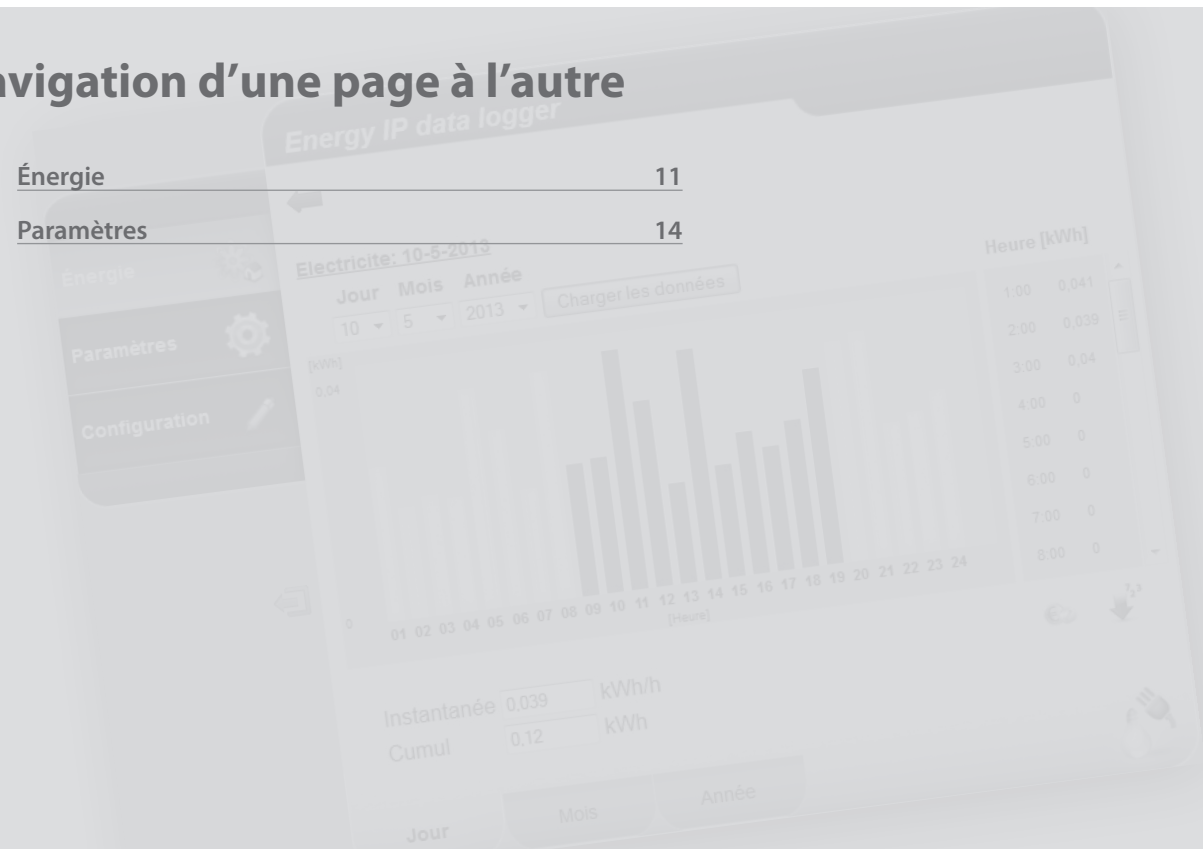 avigation d’une page à l’autre
Énergie 11
Paramètres 14
Energy IP data logger
Énergie
Paramètres
Configuration
Electricite: 10-5-2013
Jour Mois Année
10 5 2013 Charger les données
[kWh]
0,04
0
01 02 03 04 05 06 07 08 09 10 11 12 13 14 15 16 17 18 19 20 21 22 23 24
[Heure]
Heure [kWh]
1:00 0,041
2:00 0,039
3:00 0,04
4:00 0
5:00 0
6:00 0
7:00 0
8:00 0
Instantanée 0,039 kWh/h
Cumul 0,12 kWh
Jour Mois Année